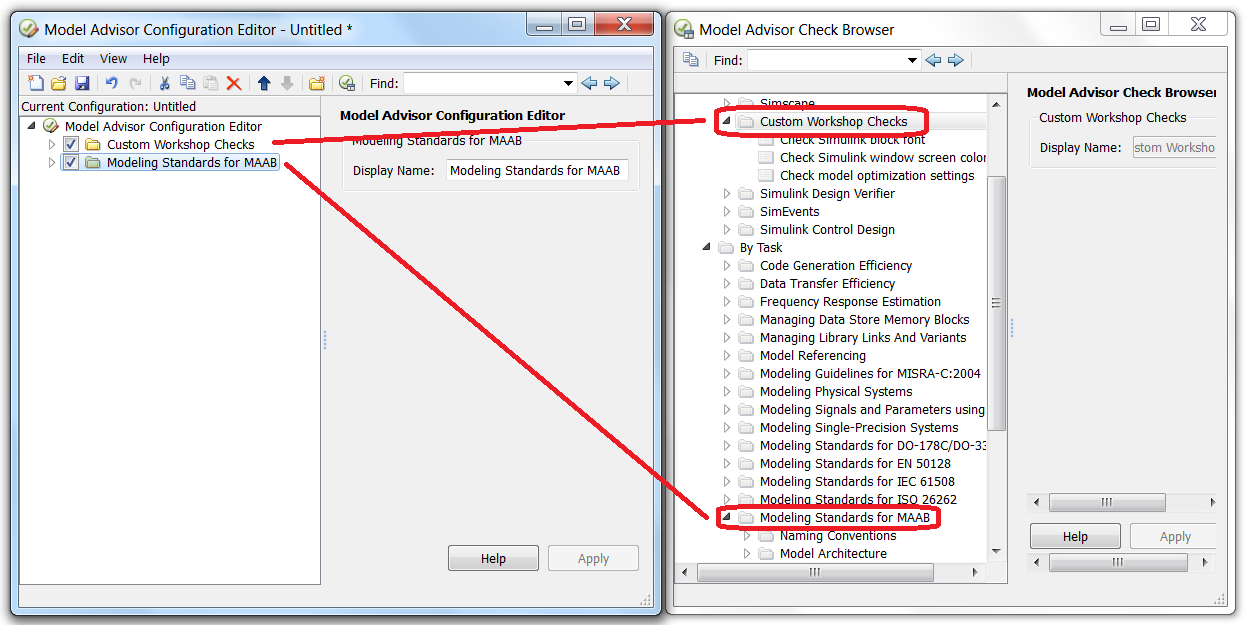 Model Advisor Configuration Editor - Untitled *
File Edit View Help
Find:
Current Configuration: Untitled
Model Advisor Configuration Editor
Custom Workshop Checks
Modeling Standards for MAAB
Model Advisor Configuration Editor
Modeling Standards for MAAB
Display Name: Modeling Standards for MAAB
Help Apply
Model Advisor Check Browser
Find:
Simscape
Custom Workshop Checks
Check Simulink block font
Check Simulink window screen color
Check model optimization settings
Simulink Design Verifier
SimEvents
Simulink Control Design
By Task
Code Generation Efficiency
Data Transfer Efficiency
Frequency Response Estimation
Managing Data Store Memory Blocks
Managing Library Links And Variants
Model Referencing
Modeling Guidelines for MISRA-C:2004
Modeling Physical Systems
Modeling Signals and Parameters using
Modeling Single-Precision Systems
Modeling Standards for DO-178C/DO-33
Modeling Standards for EN 50128
Modeling Standards for IEC 61508
Modeling Standards for ISO 26262
Modeling Standards for MAAB
Naming Conventions
Model Architecture
Model Advisor Check Browser
Custom Workshop Checks
Display Name: stom Worksho
Help Apply